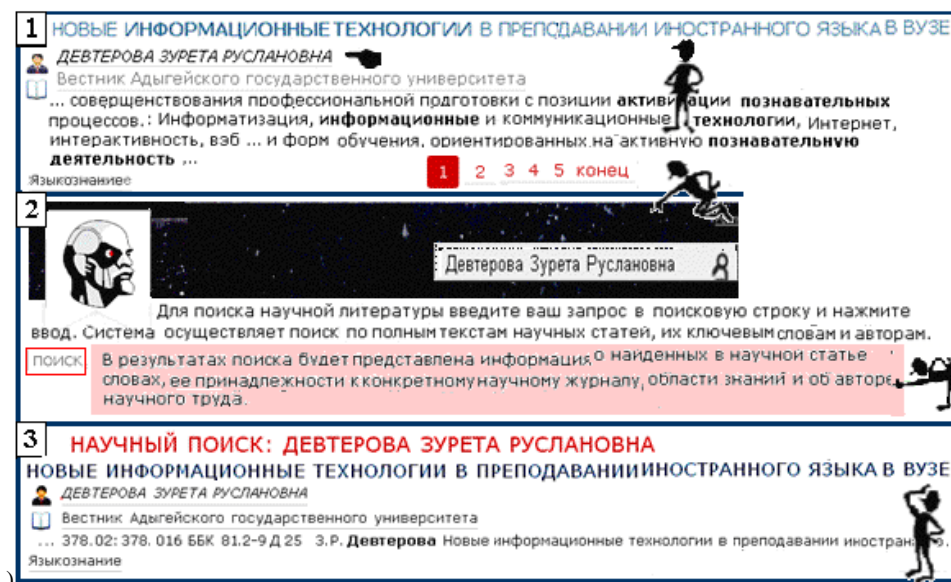 1 НОВЫЕ ИНФОРМАЦИОННЫЕ ТЕХНОЛОГИИ В ПРЕПОДАВАНИИ ИНОСТРАННОГО ЯЗЫКА В ВУЗЕ
ДЕВТЕРОВА ЗУРЕТА РУСЛАНОВНА
Вестник Адыгейского государственного университета
... совершенствования профессиональной подготовки с позиции активизации познавательных
процессов.: Информатизация, информационные и коммуникационные технологии, Интернет,
интерактивность, вэб ... и форм обучения, ориентированных на активную познавательную
деятельность ...
1 2 3 4 5 конец
Языкознание
2
Девтерова Зурета Руслановна
Для поиска научной литературы введите ваш запрос в поисковую строку и нажмите
ввод. Система осуществляет поиск по полным текстам научных статей, их ключевым словам и авторам.
ПОИСК В результатах поиска будет представлена информация о найденных в научной статье
словах, ее принадлежности к конкретному научному журналу, области знаний и об авторе
научного труда.
3 НАУЧНЫЙ ПОИСК: ДЕВТЕРОВА ЗУРЕТА РУСЛАНОВНА
НОВЫЕ ИНФОРМАЦИОННЫЕ ТЕХНОЛОГИИ В ПРЕПОДАВАНИИ ИНОСТРАННОГО ЯЗЫКА В ВУЗЕ
ДЕВТЕРОВА ЗУРЕТА РУСЛАНОВНА
Вестник Адыгейского государственного университета
... 378.02: 378. 016 ББК 81.2-9 Д 25 З.Р. Девтерова Новые информационные технологии в преподавании
Языкознание
)